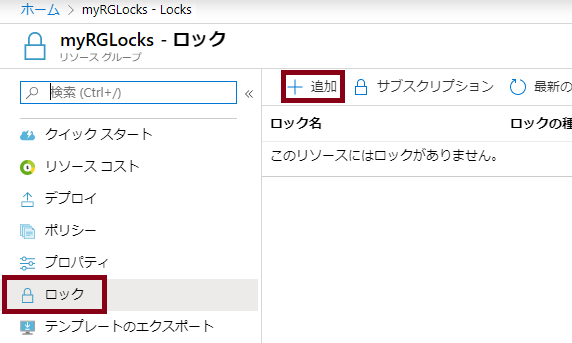 ホーム > myRGLocks - Locks
myRGLocks - ロック
リソース グループ
検索 (Ctrl+/)
«
+ 追加 サブスクリプション 最新の
クイック スタート
ロック名 ロックの種
リソース コスト
このリソースにはロックがありません。
デプロイ
ポリシー
プロパティ
ロック
テンプレートのエクスポート